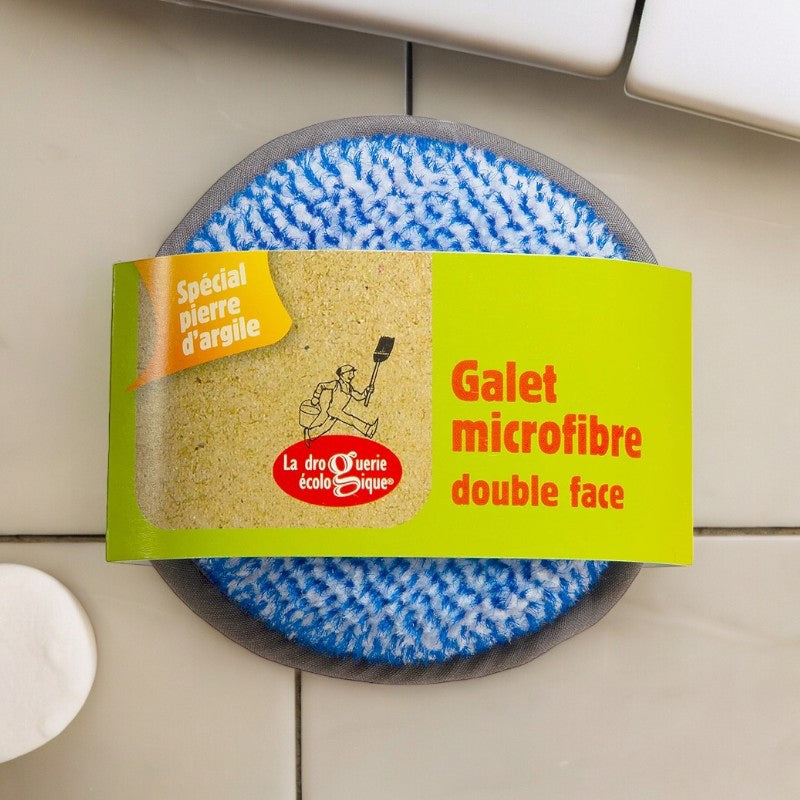 Spécial
pierre
d'argile
La droguerie
écologique®
Galet
microfibre
double face